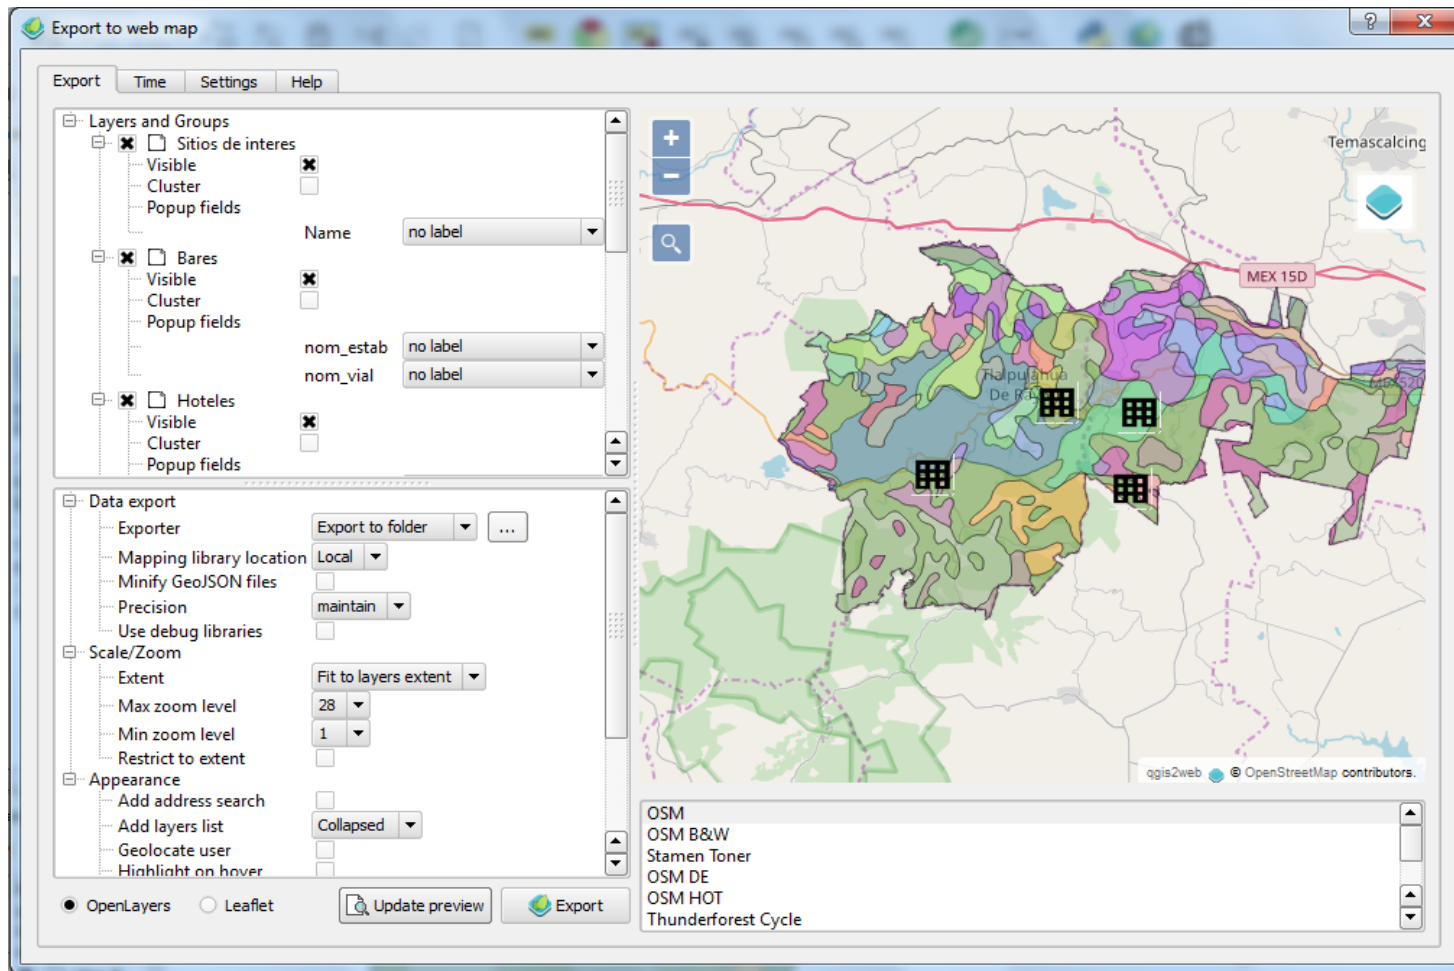 Export to web map
?
Export
Time
Settings
Help
Layers and Groups
Sitios de interes
Visible
Cluster
Popup fields
Name no label
Bares
Visible
Cluster
Popup fields
nom_estab no label
nom_vial no label
Hoteles
Visible
Cluster
Popup fields
Data export
Exporter Export to folder ...
Mapping library location Local
Minify GeoJSON files
Precision maintain
Use debug libraries
Scale/Zoom
Extent Fit to layers extent
Max zoom level 28
Min zoom level 1
Restrict to extent
Appearance
Add address search
Add layers list Collapsed
Geolocate user
Highlight on hover
OpenLayers
Leaflet
Update preview
Export
+
−
Temascalcing
MEX 15D
Tlalpujahua
De Ra
qgis2web © OpenStreetMap contributors.
OSM
OSM B&W
Stamen Toner
OSM DE
OSM HOT
Thunderforest Cycle